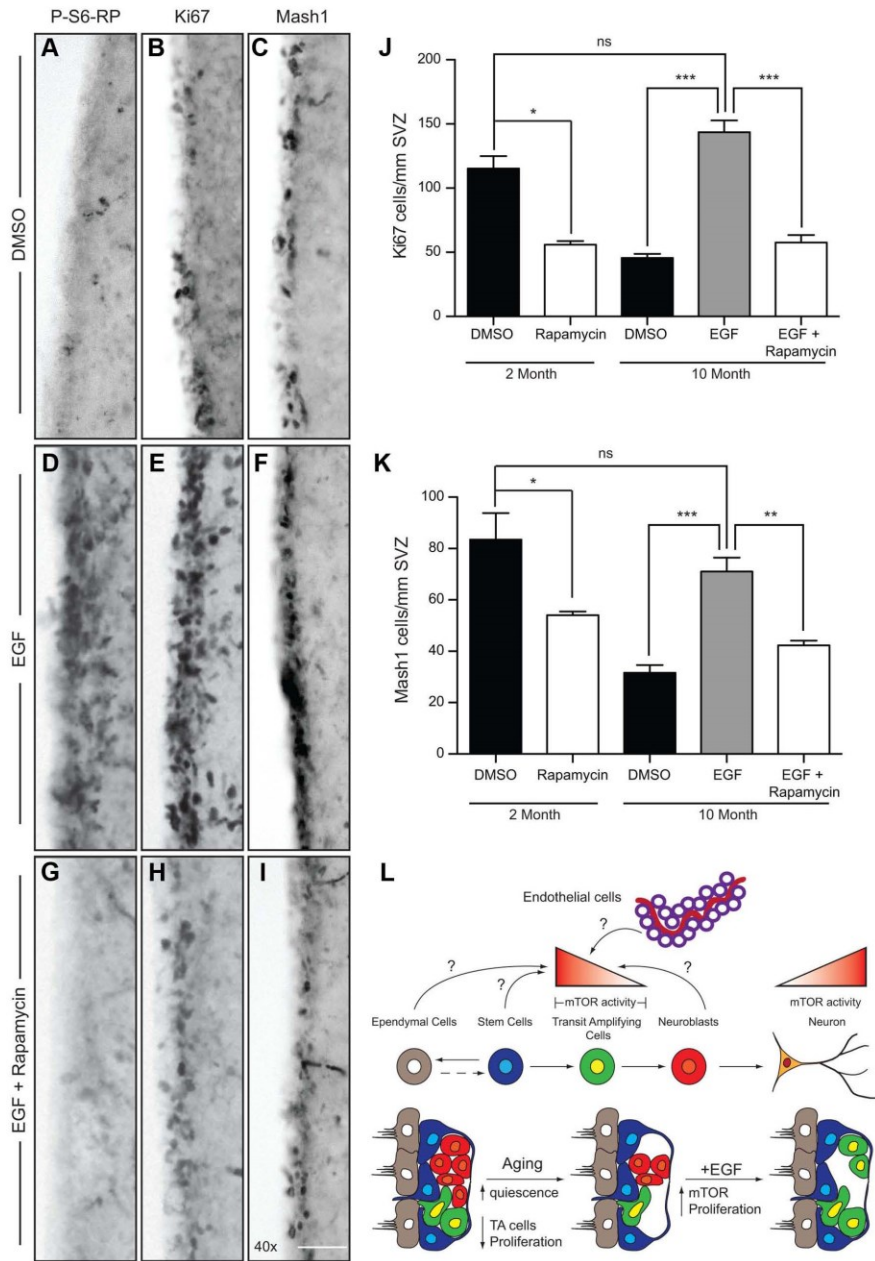 P-S6-RP
Ki67
Mash1
A
B
C
DMSO
D
E
F
EGF
G
H
I
EGF + Rapamycin
40x
J
Ki67 cells/mm SVZ
200
150
100
50
0
ns
*
***
***
DMSO
Rapamycin
DMSO
EGF
EGF +
Rapamycin
2 Month
10 Month
K
Mash1 cells/mm SVZ
100
80
60
40
20
0
ns
*
***
**
DMSO
Rapamycin
DMSO
EGF
EGF +
Rapamycin
2 Month
10 Month
L
Endothelial cells
?
?
?
?
mTOR activity
mTOR activity
Ependymal Cells
Stem Cells
Transit Amplifying
Cells
Neuroblasts
Neuron
Aging
quiescence
TA cells
Proliferation
+EGF
mTOR
Proliferation